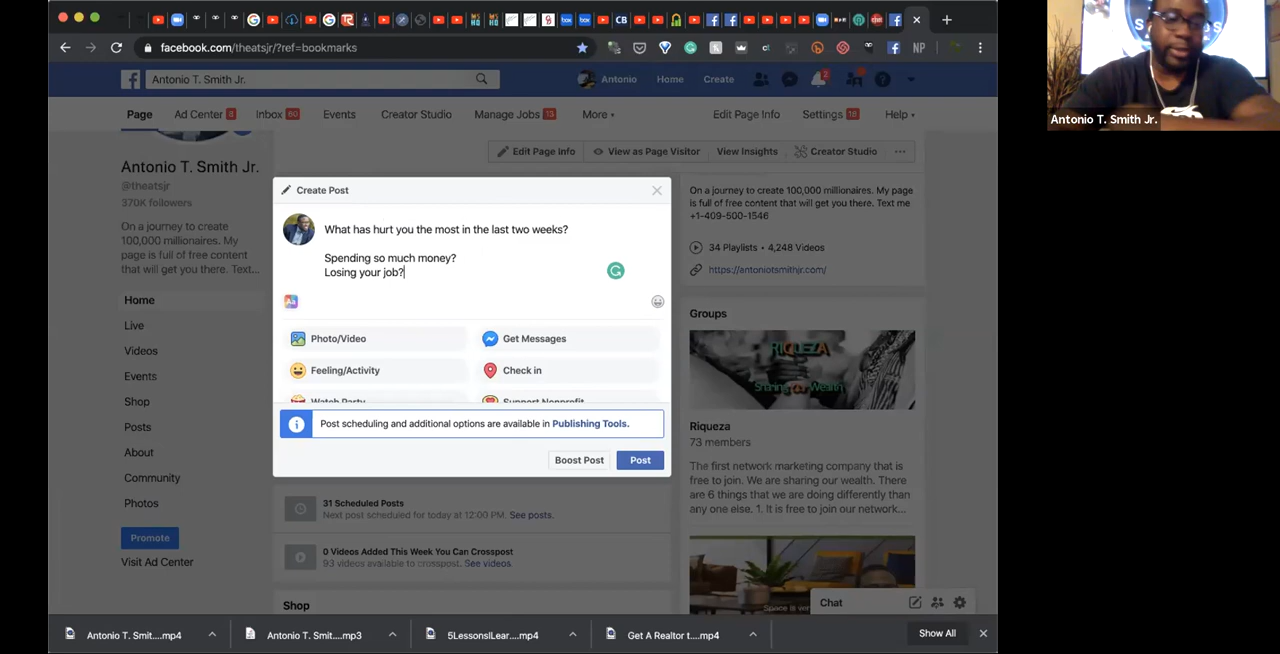 facebook.com/theatsjr/?ref=bookmarks
NP
Antonio T. Smith Jr.
Antonio
Home
Create
2
Page
Ad Center 8
Inbox 60
Events
Creator Studio
Manage Jobs 13
More
Edit Page Info
Settings 18
Help
Edit Page Info
View as Page Visitor
View Insights
Creator Studio
Antonio T. Smith Jr.
@theatsjr
370K followers
On a journey to create
100,000 millionaires. My
page is full of free content
that will get you there. Text...
Home
Live
Videos
Events
Shop
Posts
About
Community
Photos
Promote
Visit Ad Center
Create Post
What has hurt you the most in the last two weeks?
Spending so much money?
Losing your job?
Aa
Photo/Video
Get Messages
Feeling/Activity
Check in
Watch Party
Support Nonprofit
Post scheduling and additional options are available in Publishing Tools.
Boost Post
Post
31 Scheduled Posts
Next post scheduled for today at 12:00 PM. See posts.
0 Videos Added This Week You Can Crosspost
93 videos available to crosspost. See videos.
Shop
On a journey to create 100,000 millionaires. My page
is full of free content that will get you there. Text me
+1-409-500-1546
34 Playlists • 4,248 Videos
https://antoniotsmithjr.com/
Groups
RIQUEZA
Sharing Our Wealth
Riqueza
73 members
The first network marketing company that is
free to join. We are sharing our wealth. There
are 6 things that we are doing differently than
any one else. 1. It is free to join our network...
Chat
Antonio T. Smit....mp4
Antonio T. Smit....mp3
5LessonsILear....mp4
Get A Realtor t....mp4
Show All
Antonio T. Smith Jr.